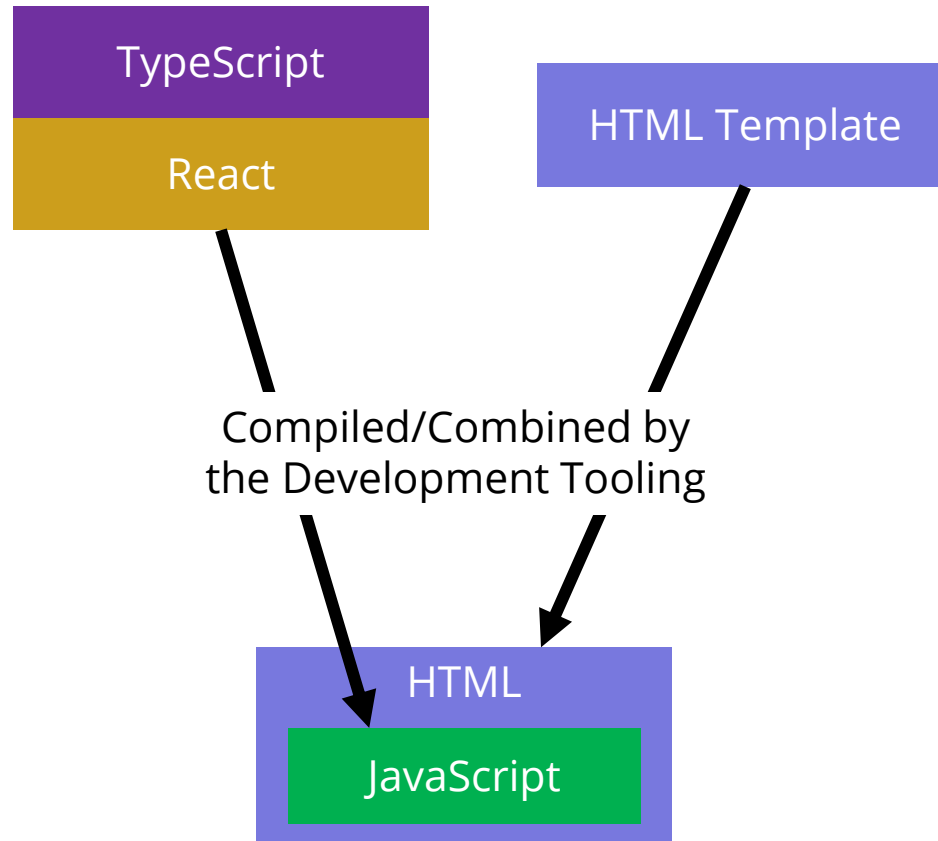 TypeScript
React
HTML Template
Compiled/Combined by
the Development Tooling
HTML
JavaScript